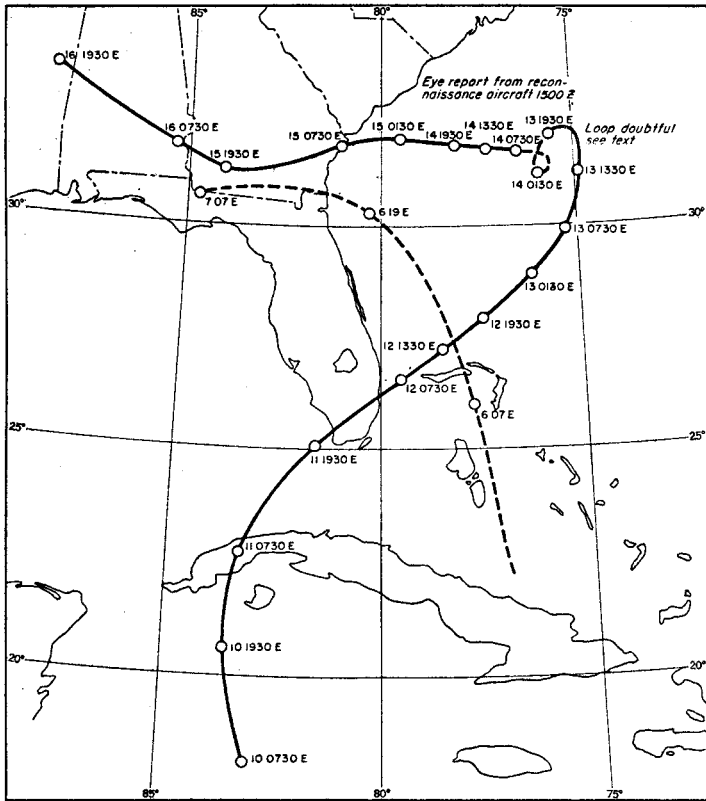 85°
80°
75°
16 1930 E
Eye report from recon-
naissance aircraft 1500 Z
13 1930 E
Loop doubtful
see text
16 0730 E
15 1930 E
15 0730 E
15 0130 E
14 1930 E
14 1330 E
14 0730 E
14 0130 E
13 1330 E
7 07 E
6 19 E
30°
30°
13 0730 E
13 0130 E
12 1930 E
12 1330 E
12 0730 E
6 07 E
25°
25°
11 1930 E
11 0730 E
10 1930 E
20°
20°
10 0730 E
85°
80°
75°